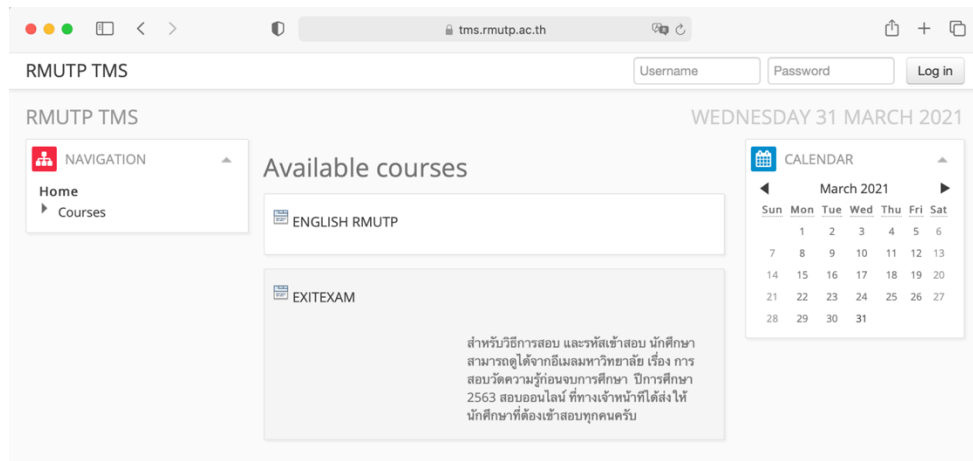 tms.rmutp.ac.th
RMUTP TMS
Username
Password
Log in
RMUTP TMS
WEDNESDAY 31 MARCH 2021
NAVIGATION
Home
Courses
Available courses
ENGLISH RMUTP
EXITEXAM
สำหรับวิธีการสอบ และรหัสเข้าสอบ นักศึกษา
สามารถดูได้จากอีเมลมหาวิทยาลัย เรื่อง การ
สอบวัดความรู้ก่อนจบการศึกษา ปีการศึกษา
2563 สอบออนไลน์ ที่ทางเจ้าหน้าที่ได้ส่งให้
นักศึกษาที่ต้องเข้าสอบทุกคนครับ
CALENDAR
March 2021
Sun Mon Tue Wed Thu Fri Sat
1 2 3 4 5 6
7 8 9 10 11 12 13
14 15 16 17 18 19 20
21 22 23 24 25 26 27
28 29 30 31